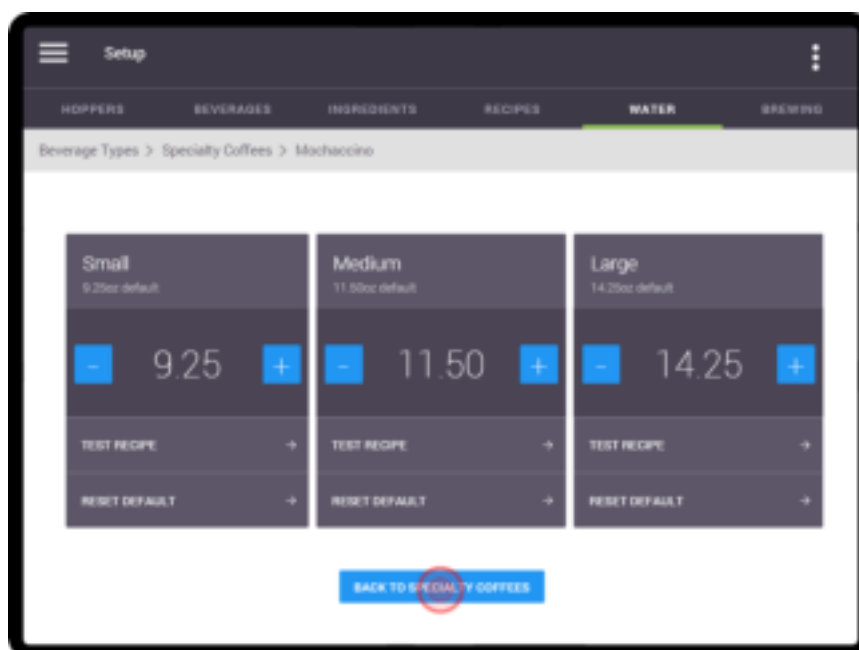 Setup
HOPPERS BEVERAGES INGREDIENTS RECIPES WATER BREWING
Beverage Types > Specialty Coffees > Mochaccino
Small Medium Large
9.25oz default 11.50oz default 14.25oz default
- 9.25 + - 11.50 + - 14.25 +
TEST RECIPE → TEST RECIPE → TEST RECIPE →
RESET DEFAULT → RESET DEFAULT → RESET DEFAULT →
BACK TO SPECIALTY COFFEES